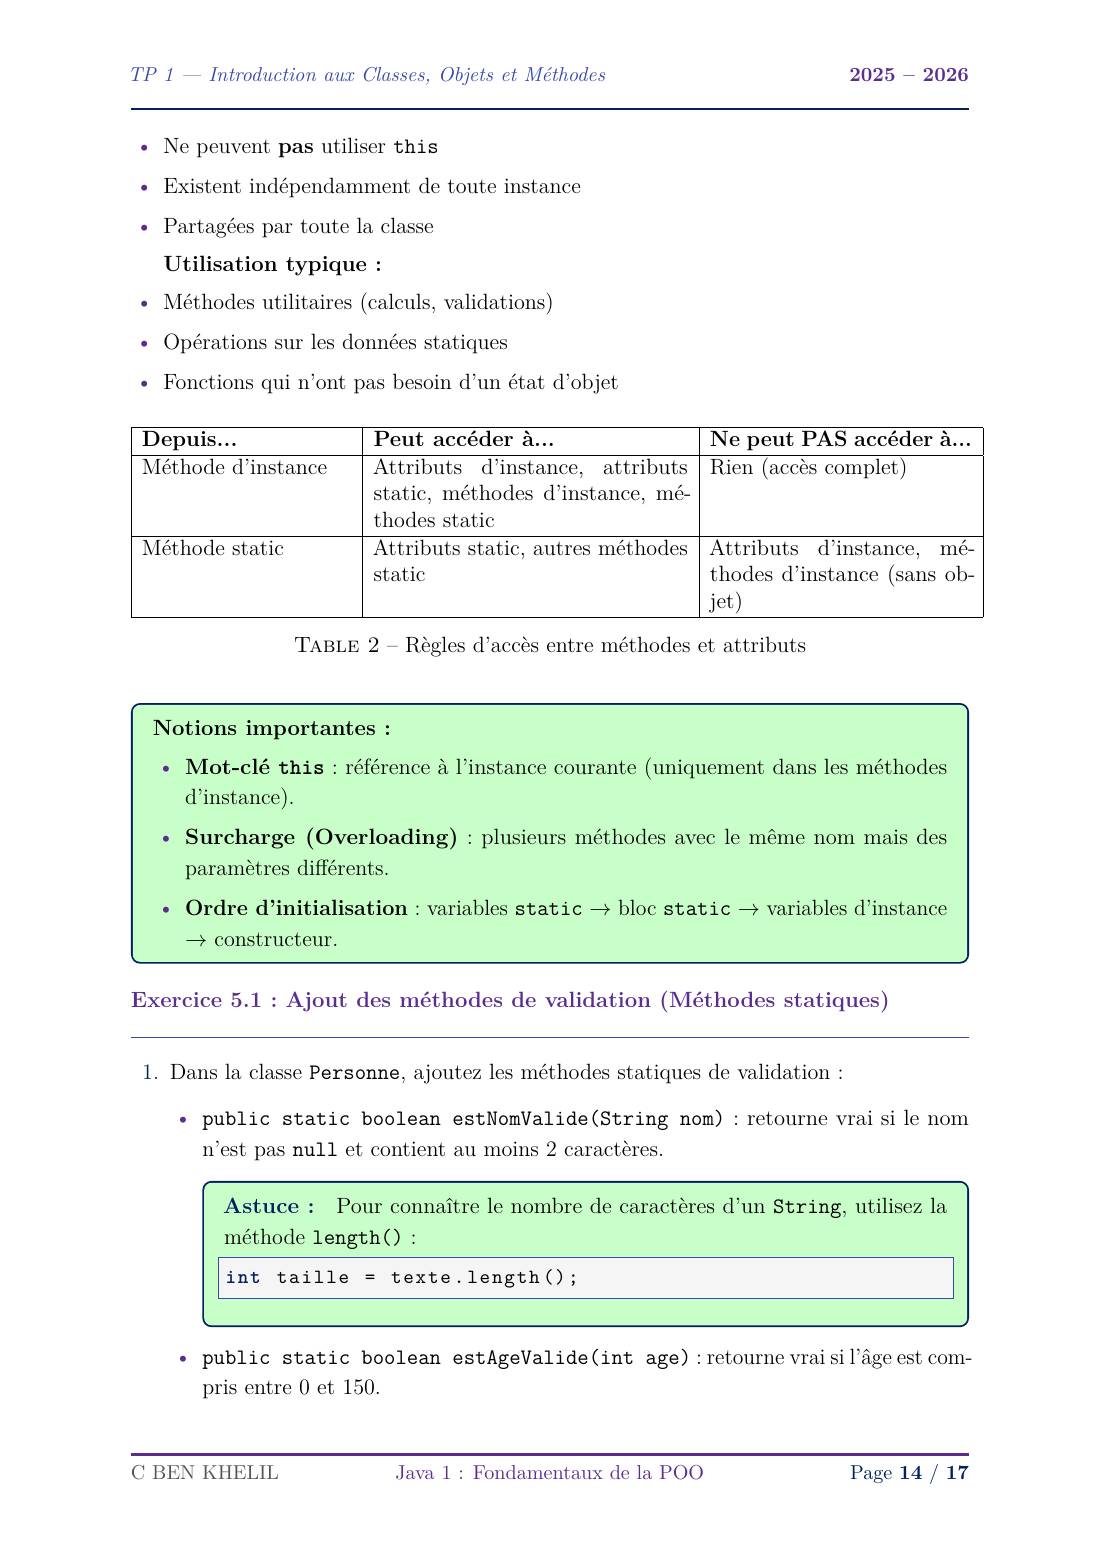 TP 1 — Introduction aux Classes, Objets et Méthodes
2025 – 2026
• Ne peuvent pas utiliser this
• Existent indépendamment de toute instance
• Partagées par toute la classe
Utilisation typique :
• Méthodes utilitaires (calculs, validations)
• Opérations sur les données statiques
• Fonctions qui n'ont pas besoin d'un état d'objet
Depuis... Peut accéder à... Ne peut PAS accéder à...
Méthode d'instance
Attributs d'instance, attributs
static, méthodes d'instance, mé-
thodes static
Rien (accès complet)
Méthode static
Attributs static, autres méthodes
static
Attributs d'instance, mé-
thodes d'instance (sans ob-
jet)
Table 2 – Règles d'accès entre méthodes et attributs
Notions importantes :
• Mot-clé this : référence à l'instance courante (uniquement dans les méthodes
d'instance).
• Surcharge (Overloading) : plusieurs méthodes avec le même nom mais des
paramètres différents.
• Ordre d'initialisation : variables static → bloc static → variables d'instance
→ constructeur.
Exercice 5.1 : Ajout des méthodes de validation (Méthodes statiques)
1. Dans la classe Personne, ajoutez les méthodes statiques de validation :
• public static boolean estNomValide(String nom) : retourne vrai si le nom
n'est pas null et contient au moins 2 caractères.
Astuce : Pour connaître le nombre de caractères d'un String, utilisez la
méthode length() :
int taille = texte.length();
• public static boolean estAgeValide(int age) : retourne vrai si l'âge est com-
pris entre 0 et 150.
C BEN KHELIL
Java 1 : Fondamentaux de la POO
Page 14 / 17